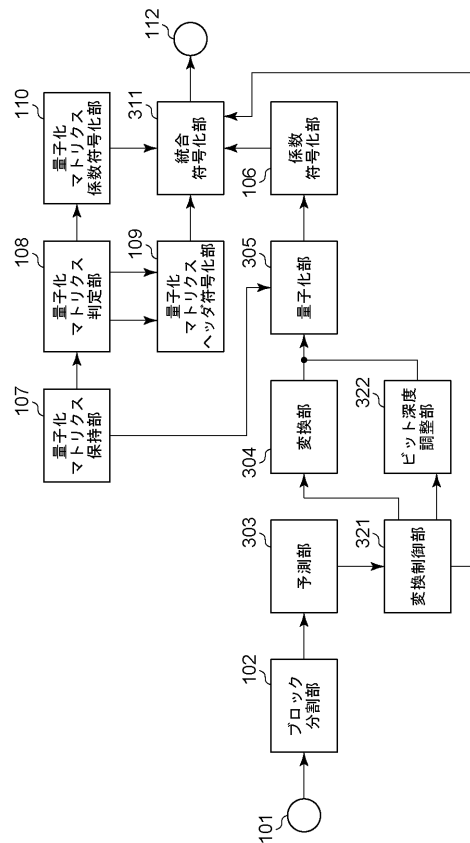 107
量子化
マトリクス
保持部
108
量子化
マトリクス
判定部
110
量子化
マトリクス
係数符号化部
109
量子化
マトリクス
ヘッダ符号化部
311
統合
符号化部
112
101
102
ブロック
分割部
303
予測部
304
変換部
305
量子化部
106
係数
符号化部
321
変換制御部
322
ビット深度
調整部